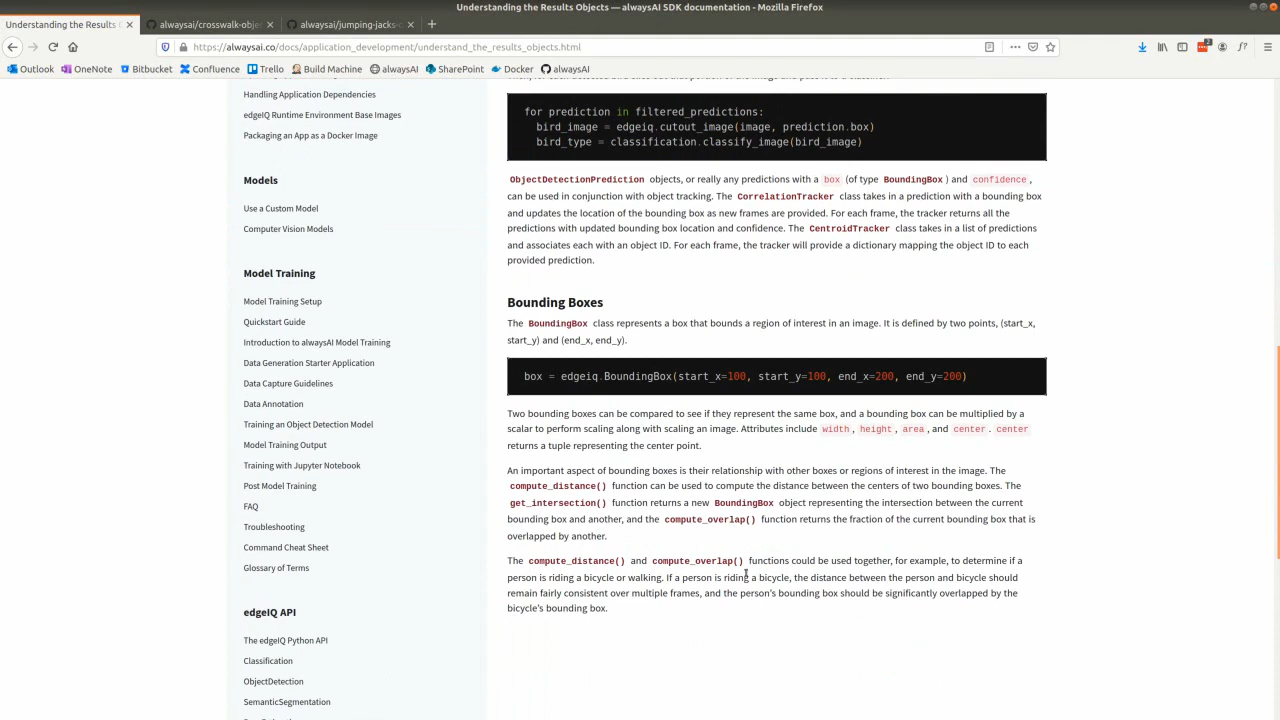 Understanding the Results Objects — alwaysAI SDK documentation - Mozilla Firefox
Understanding the Results O
alwaysai/crosswalk-obje
alwaysai/jumping-jacks-c
https://alwaysai.co/docs/application_development/understand_the_results_objects.html
Outlook OneNote Bitbucket Confluence Trello Build Machine alwaysAI SharePoint Docker alwaysAI
Handling Application Dependencies
edgeIQ Runtime Environment Base Images
Packaging an App as a Docker Image
Models
Use a Custom Model
Computer Vision Models
Model Training
Model Training Setup
Quickstart Guide
Introduction to alwaysAI Model Training
Data Generation Starter Application
Data Capture Guidelines
Data Annotation
Training an Object Detection Model
Model Training Output
Training with Jupyter Notebook
Post Model Training
FAQ
Troubleshooting
Command Cheat Sheet
Glossary of Terms
edgeIQ API
The edgeIQ Python API
Classification
ObjectDetection
SemanticSegmentation
for prediction in filtered_predictions:
bird_image = edgeiq.cutout_image(image, prediction.box)
bird_type = classification.classify_image(bird_image)
ObjectDetectionPrediction objects, or really any predictions with a box (of type BoundingBox ) and confidence ,
can be used in conjunction with object tracking. The CorrelationTracker class takes in a prediction with a bounding box
and updates the location of the bounding box as new frames are provided. For each frame, the tracker returns all the
predictions with updated bounding box location and confidence. The CentroidTracker class takes in a list of predictions
and associates each with an object ID. For each frame, the tracker will provide a dictionary mapping the object ID to each
provided prediction.
Bounding Boxes
The BoundingBox class represents a box that bounds a region of interest in an image. It is defined by two points, (start_x,
start_y) and (end_x, end_y).
box = edgeiq.BoundingBox(start_x=100, start_y=100, end_x=200, end_y=200)
Two bounding boxes can be compared to see if they represent the same box, and a bounding box can be multiplied by a
scalar to perform scaling along with scaling an image. Attributes include width , height , area , and center . center
returns a tuple representing the center point.
An important aspect of bounding boxes is their relationship with other boxes or regions of interest in the image. The
compute_distance() function can be used to compute the distance between the centers of two bounding boxes. The
get_intersection() function returns a new BoundingBox object representing the intersection between the current
bounding box and another, and the compute_overlap() function returns the fraction of the current bounding box that is
overlapped by another.
The compute_distance() and compute_overlap() functions could be used together, for example, to determine if a
person is riding a bicycle or walking. If a person is riding a bicycle, the distance between the person and bicycle should
remain fairly consistent over multiple frames, and the person's bounding box should be significantly overlapped by the
bicycle's bounding box.